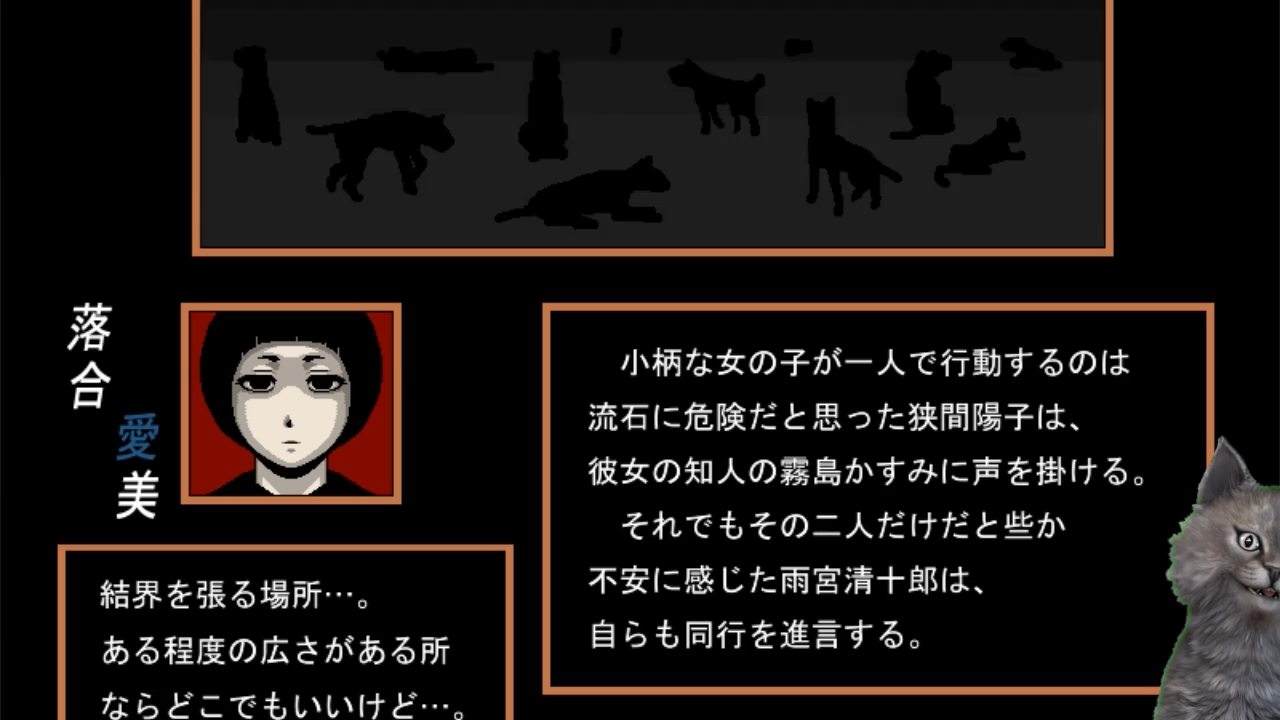 落合
愛美
小柄な女の子が一人で行動するのは
流石に危険だと思った狭間陽子は、
彼女の知人の霧島かすみに声を掛ける。
それでもその二人だけだと些か
不安に感じた雨宮清十郎は、
自らも同行を進言する。
結界を張る場所…。
ある程度の広さがある所
ならどこでもいいけど…。